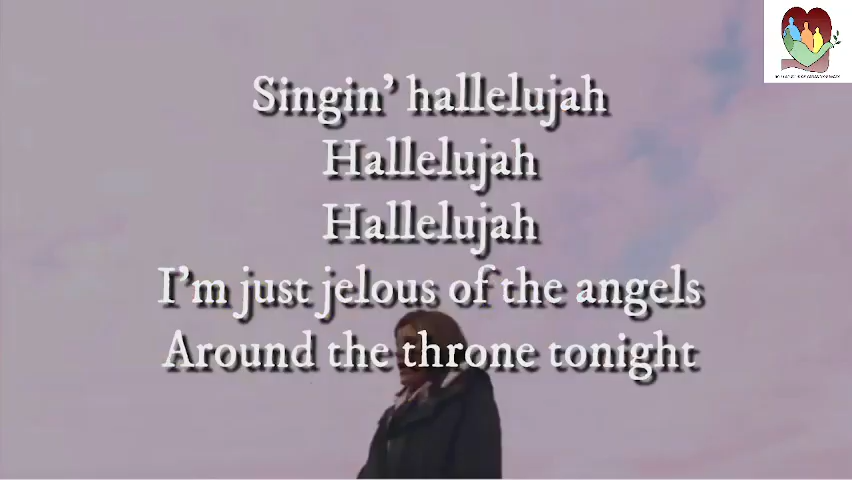 Singin' hallelujah
Hallelujah
Hallelujah
I'm just jelous of the angels
Around the throne tonight